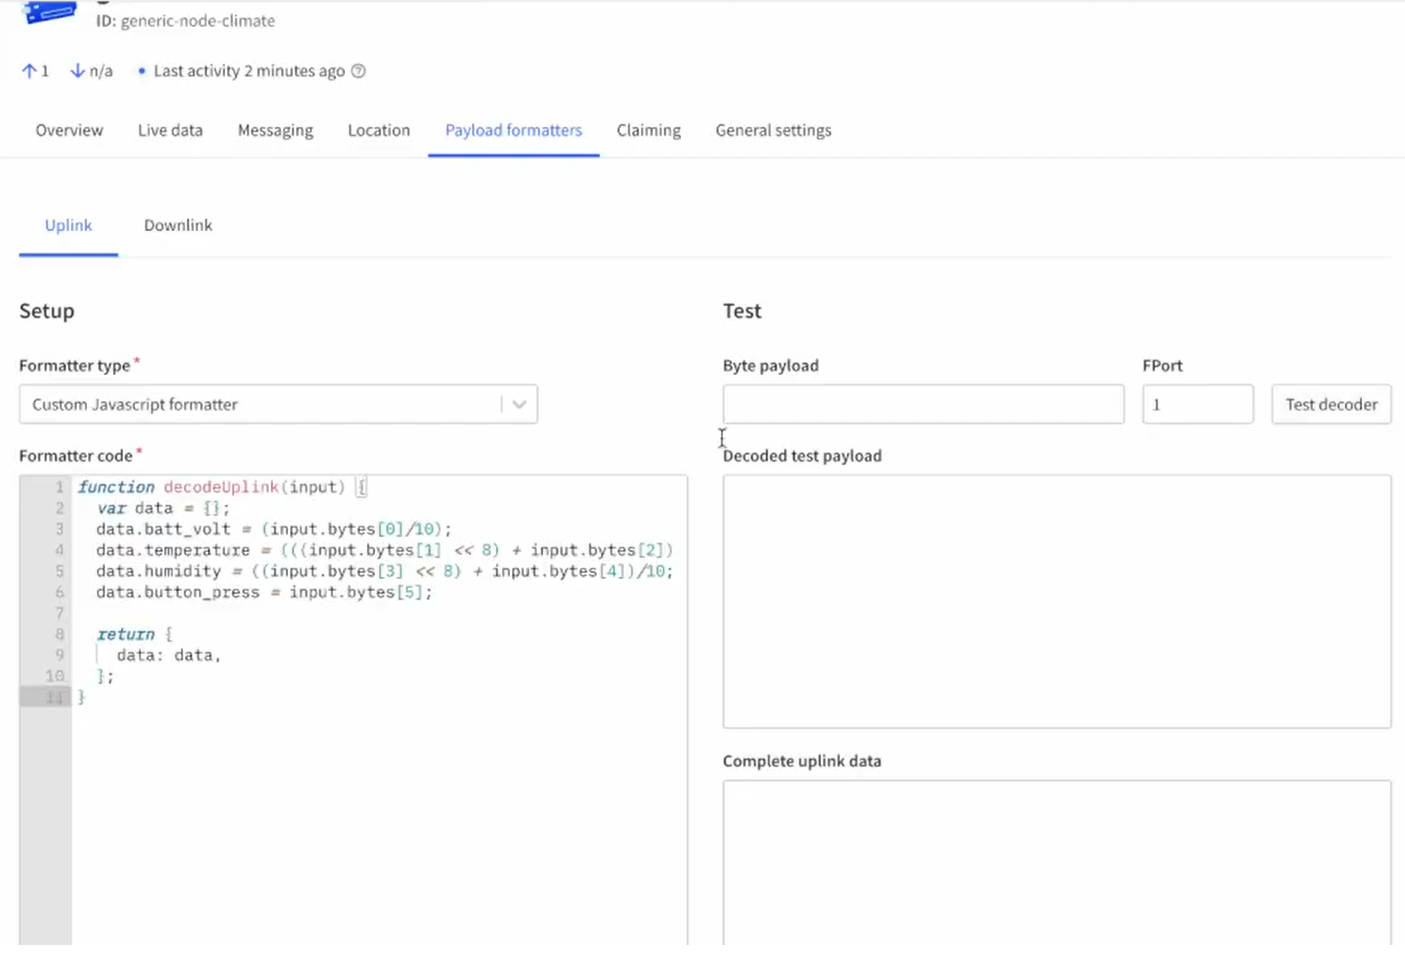 ID: generic-node-climate
1 n/a • Last activity 2 minutes ago
Overview Live data Messaging Location Payload formatters Claiming General settings
Uplink Downlink
Setup
Formatter type *
Custom Javascript formatter
Formatter code *
1 function decodeUplink(input) {
2 var data = {};
3 data.batt_volt = (input.bytes[0]/10);
4 data.temperature = (((input.bytes[1] << 8) + input.bytes[2])
5 data.humidity = ((input.bytes[3] << 8) + input.bytes[4])/10;
6 data.button_press = input.bytes[5];
7
8 return {
9 data: data,
10 };
11 }
Test
Byte payload FPort
1 Test decoder
Decoded test payload
Complete uplink data